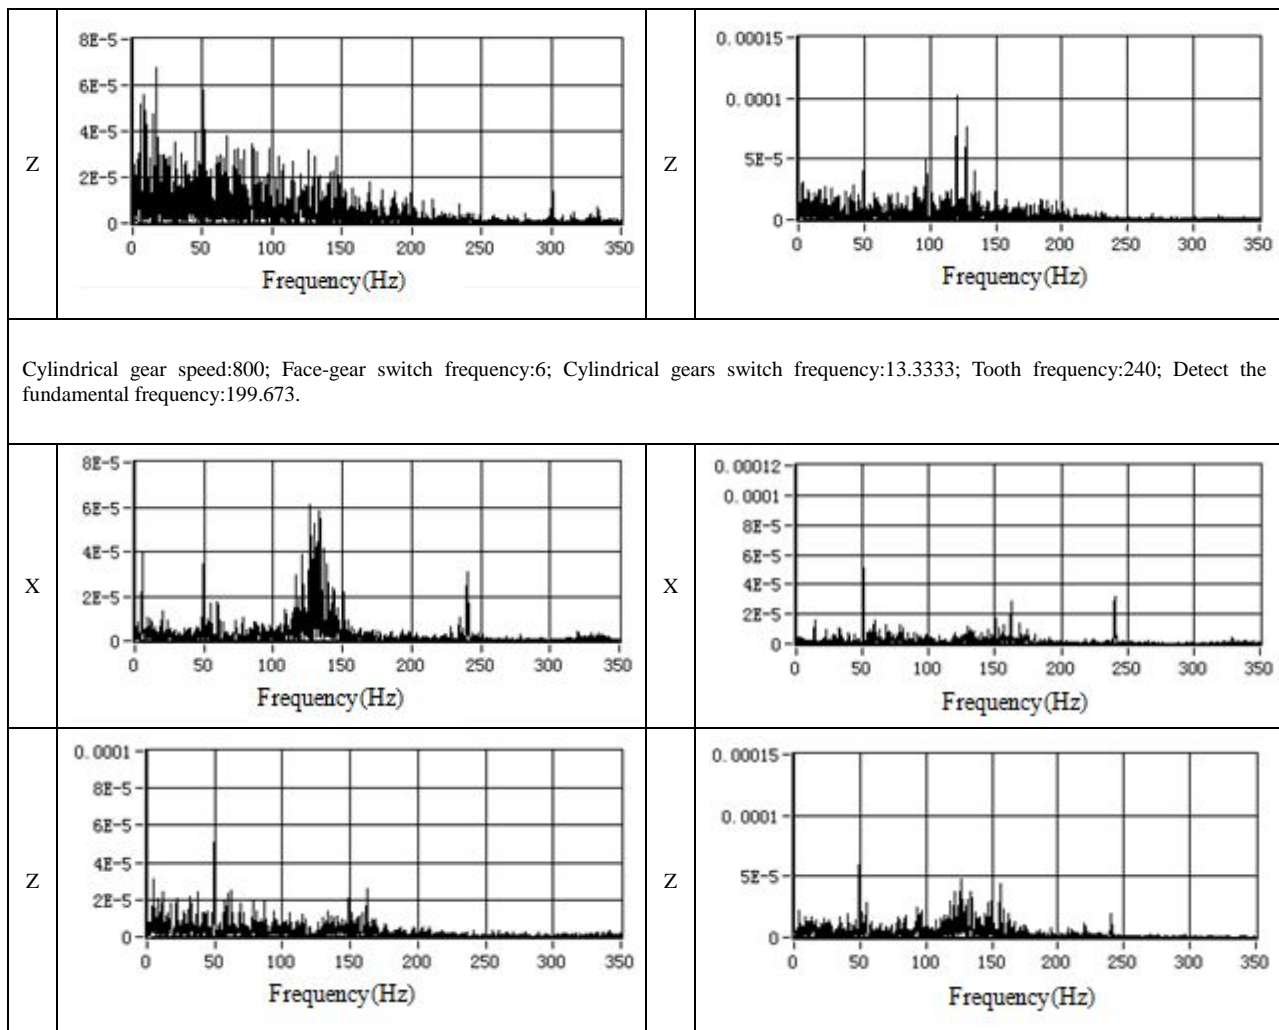 Z
8E-5
6E-5
4E-5
2E-5
0
0 50 100 150 200 250 300 350
Frequency(Hz)
Z
0.00015
0.0001
5E-5
0
0 50 100 150 200 250 300 350
Frequency(Hz)
Cylindrical gear speed:800; Face-gear switch frequency:6; Cylindrical gears switch frequency:13.3333; Tooth frequency:240; Detect the
fundamental frequency:199.673.
X
8E-5
6E-5
4E-5
2E-5
0
0 50 100 150 200 250 300 350
Frequency(Hz)
X
0.00012
0.0001
8E-5
6E-5
4E-5
2E-5
0
0 50 100 150 200 250 300 350
Frequency(Hz)
Z
0.0001
8E-5
6E-5
4E-5
2E-5
0
0 50 100 150 200 250 300 350
Frequency(Hz)
Z
0.00015
0.0001
5E-5
0
0 50 100 150 200 250 300 350
Frequency(Hz)